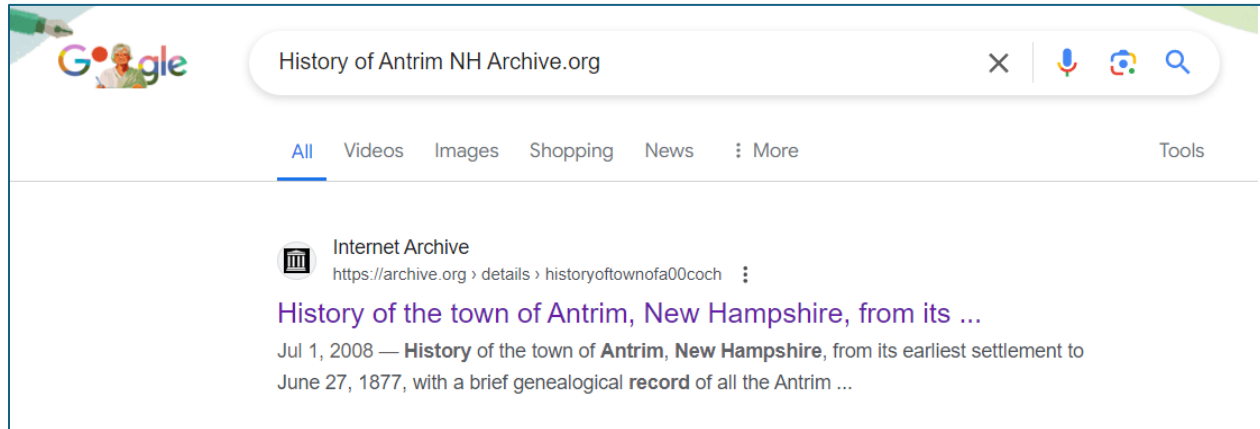 Google
History of Antrim NH Archive.org
All Videos Images Shopping News More Tools
Internet Archive
https://archive.org › details › historyoftownofa00coch
History of the town of Antrim, New Hampshire, from its ...
Jul 1, 2008 — History of the town of Antrim, New Hampshire, from its earliest settlement to
June 27, 1877, with a brief genealogical record of all the Antrim ...